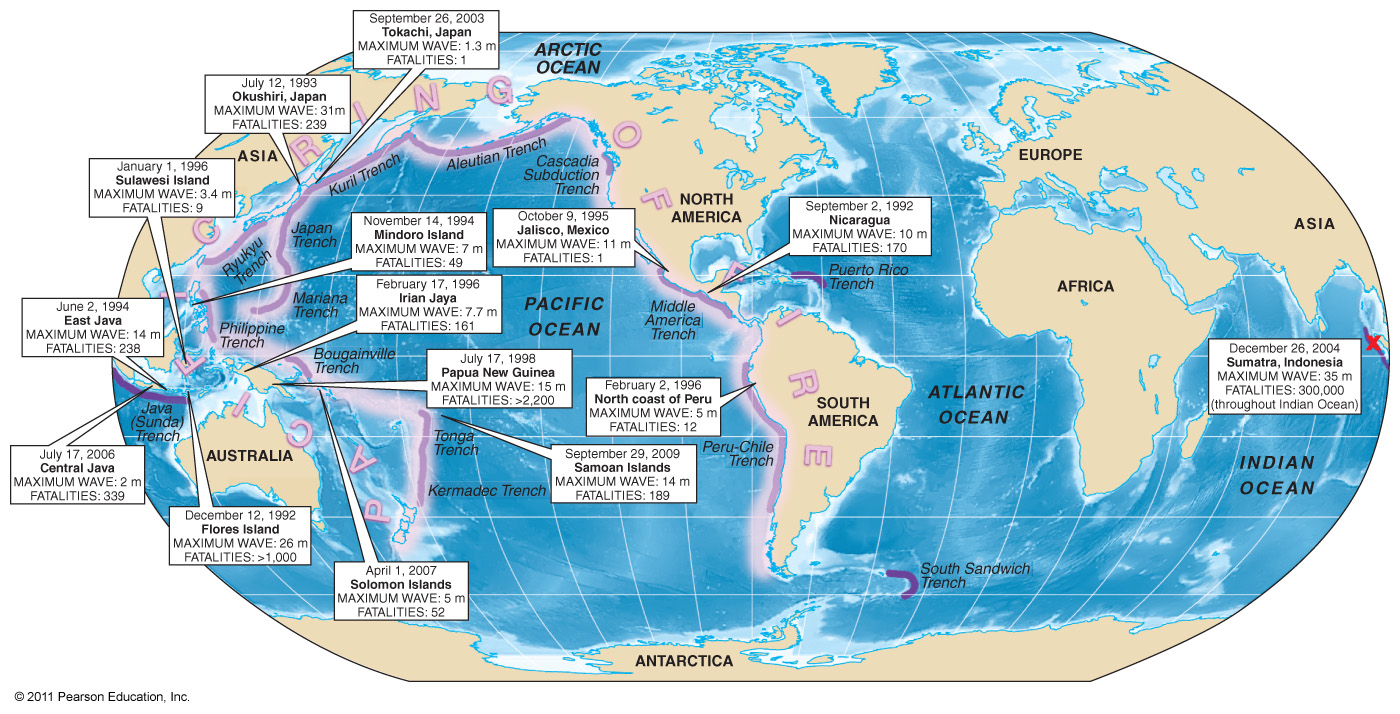 September 26, 2003
Tokachi, Japan
MAXIMUM WAVE: 1.3 m
FATALITIES: 1
ARCTIC
OCEAN
July 12, 1993
Okushiri, Japan
MAXIMUM WAVE: 31m
FATALITIES: 239
PACIFIC RING OF FIRE
ASIA
Kuril Trench
Aleutian Trench
Cascadia
Subduction
Trench
NORTH
AMERICA
EUROPE
ASIA
January 1, 1996
Sulawesi Island
MAXIMUM WAVE: 3.4 m
FATALITIES: 9
Ryukyu
Trench
Japan
Trench
November 14, 1994
Mindoro Island
MAXIMUM WAVE: 7 m
FATALITIES: 49
October 9, 1995
Jalisco, Mexico
MAXIMUM WAVE: 11 m
FATALITIES: 1
September 2, 1992
Nicaragua
MAXIMUM WAVE: 10 m
FATALITIES: 170
Puerto Rico
Trench
AFRICA
June 2, 1994
East Java
MAXIMUM WAVE: 14 m
FATALITIES: 238
Philippine
Trench
Mariana
Trench
February 17, 1996
Irian Jaya
MAXIMUM WAVE: 7.7 m
FATALITIES: 161
PACIFIC
OCEAN
Middle
America
Trench
Bougainville
Trench
July 17, 1998
Papua New Guinea
MAXIMUM WAVE: 15 m
FATALITIES: >2,200
February 2, 1996
North coast of Peru
MAXIMUM WAVE: 5 m
FATALITIES: 12
SOUTH
AMERICA
ATLANTIC
OCEAN
December 26, 2004
Sumatra, Indonesia
MAXIMUM WAVE: 35 m
FATALITIES: 300,000
(throughout Indian Ocean)
Java
(Sunda)
Trench
AUSTRALIA
Tonga
Trench
Kermadec Trench
Peru-Chile
Trench
September 29, 2009
Samoan Islands
MAXIMUM WAVE: 14 m
FATALITIES: 189
INDIAN
OCEAN
July 17, 2006
Central Java
MAXIMUM WAVE: 2 m
FATALITIES: 339
December 12, 1992
Flores Island
MAXIMUM WAVE: 26 m
FATALITIES: >1,000
April 1, 2007
Solomon Islands
MAXIMUM WAVE: 5 m
FATALITIES: 52
South Sandwich
Trench
ANTARCTICA
© 2011 Pearson Education, Inc.